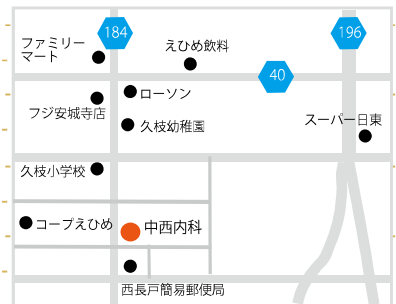 184
196
ファミリー
マート
えひめ飲料
40
ローソン
フジ安城寺店
久枝幼稚園
スーパー日東
久枝小学校
コープえひめ
中西内科
西長戸簡易郵便局